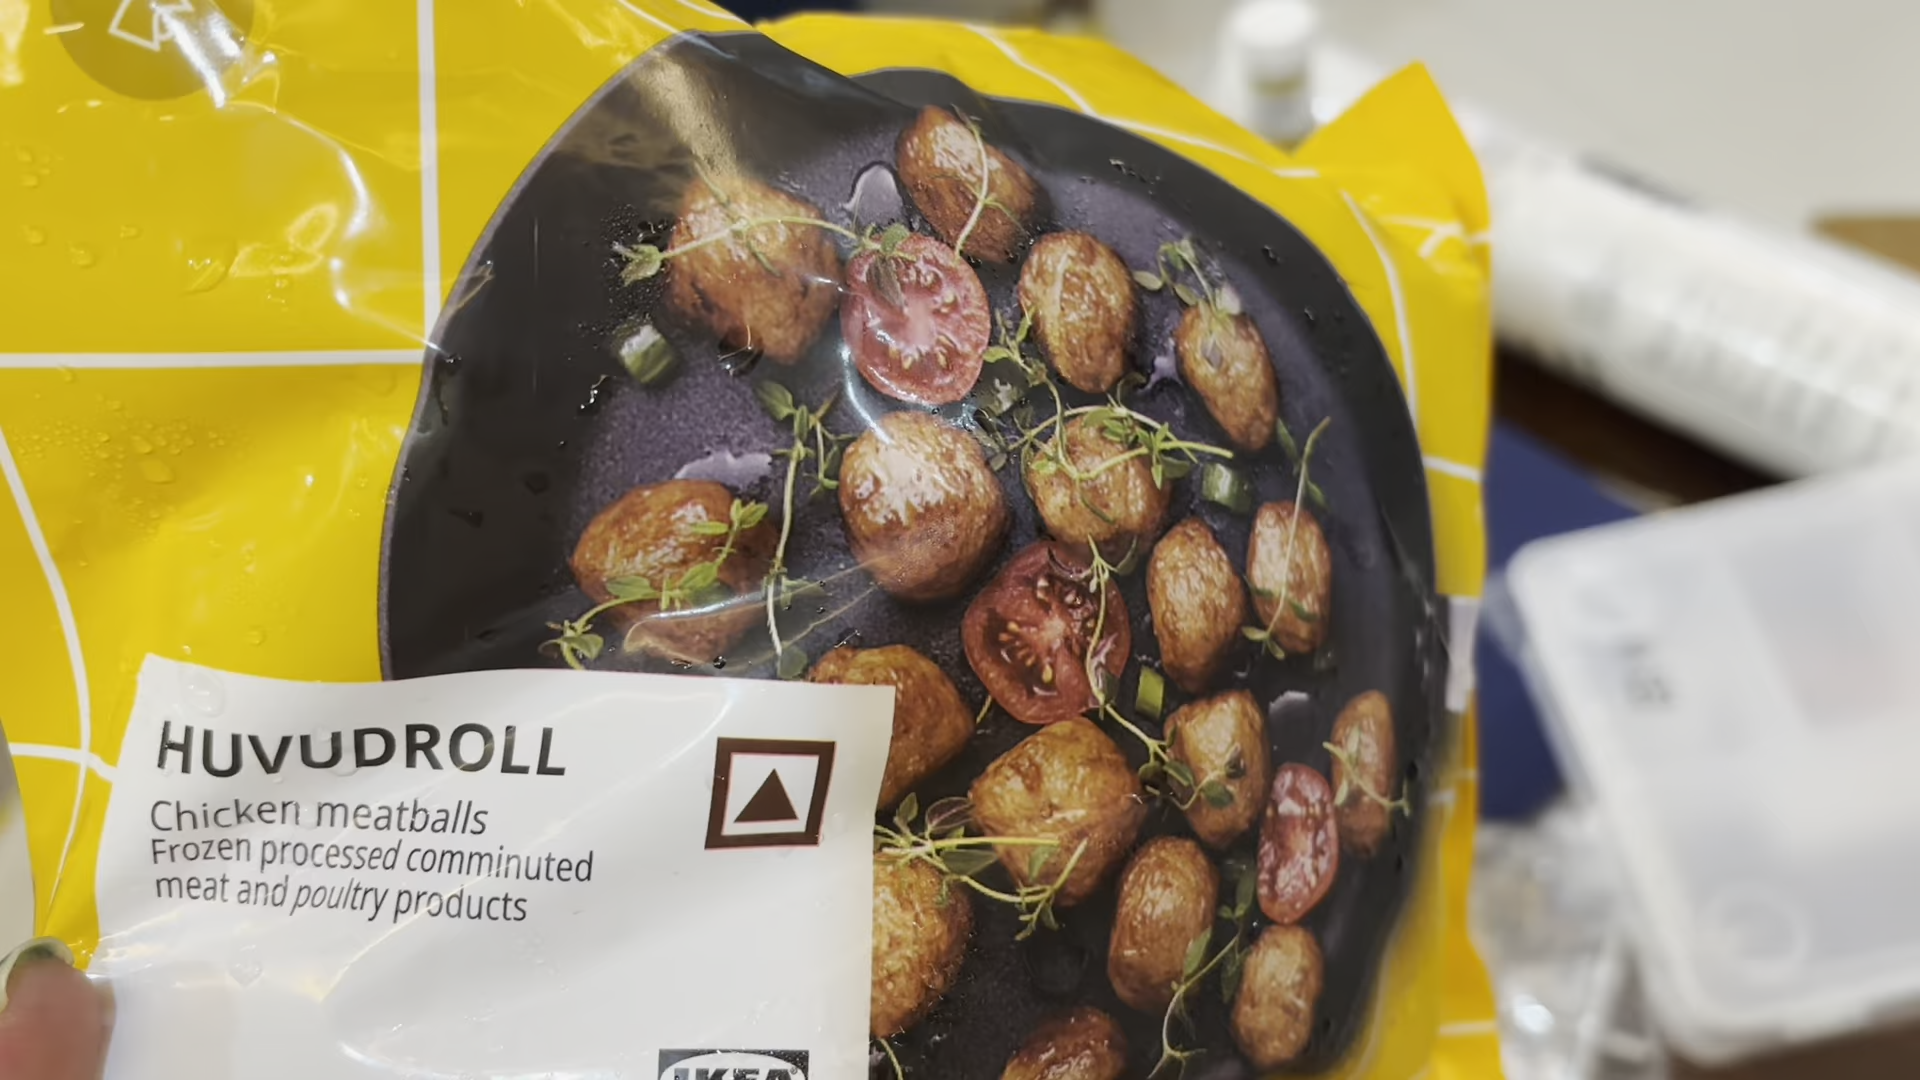 HUVUDROLL
Chicken meatballs
Frozen processed comminuted
meat and poultry products
IKEA